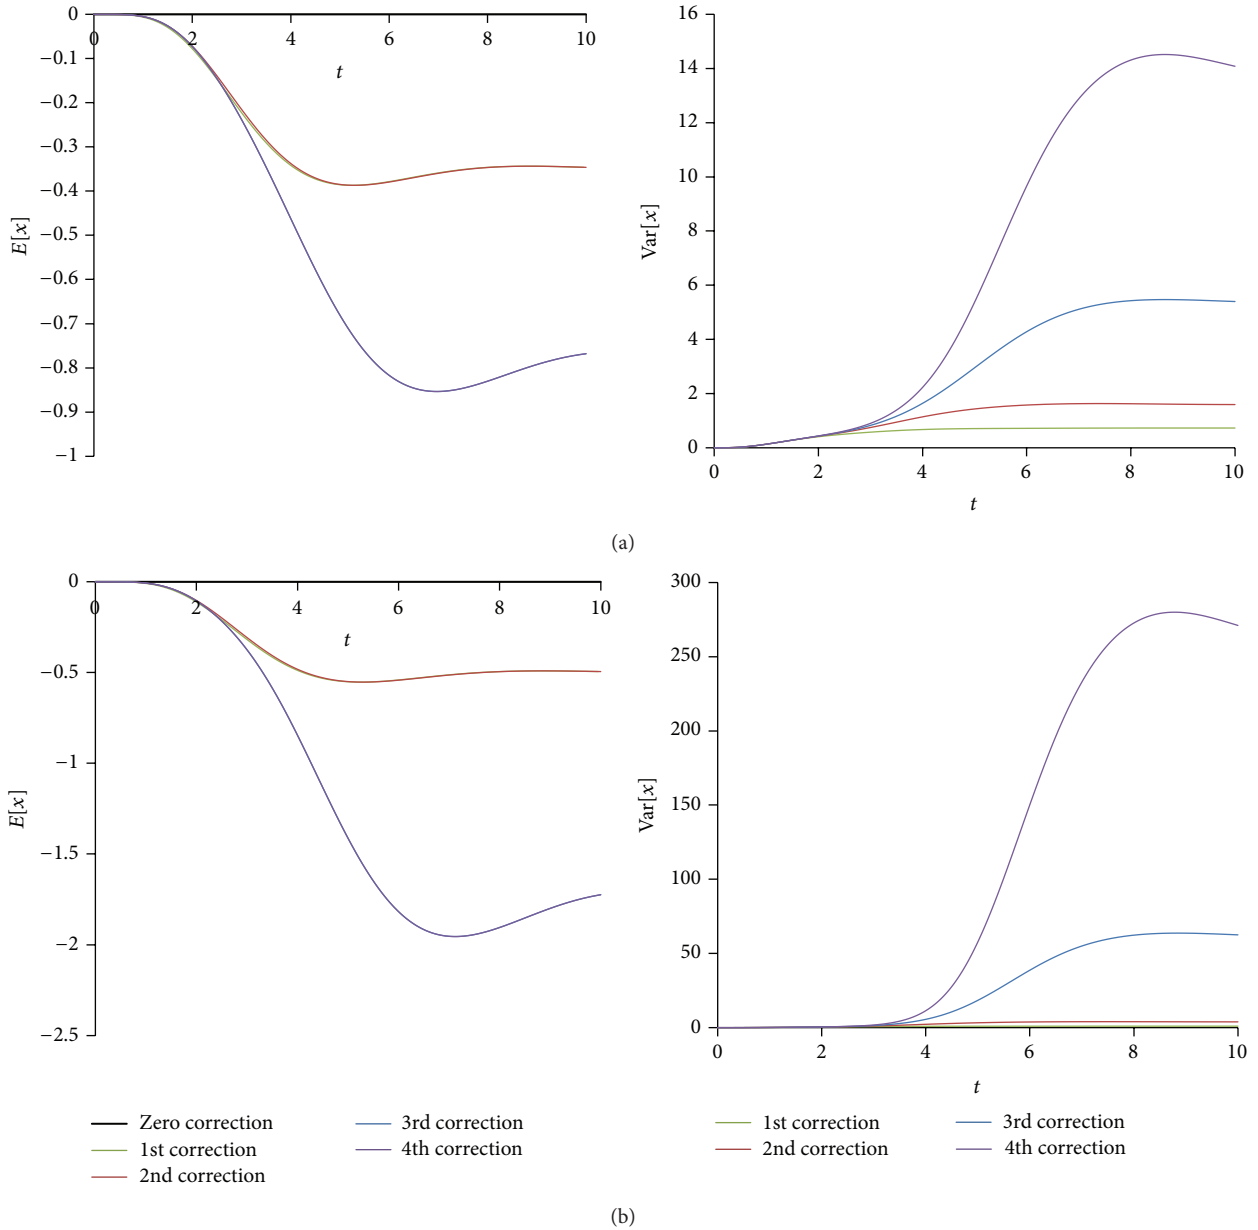 0
−0.1
−0.2
−0.3
−0.4
−0.5
−0.6
−0.7
−0.8
−0.9
−1
0 2 4 6 8 10
t
E[x]
16
14
12
10
8
6
4
2
0
0 2 4 6 8 10
t
Var[x]
(a)
0
−0.5
−1
−1.5
−2
−2.5
0 2 4 6 8 10
t
E[x]
300
250
200
150
100
50
0
0 2 4 6 8 10
t
Var[x]
Zero correction
1st correction
2nd correction
3rd correction
4th correction
1st correction
2nd correction
3rd correction
4th correction
(b)